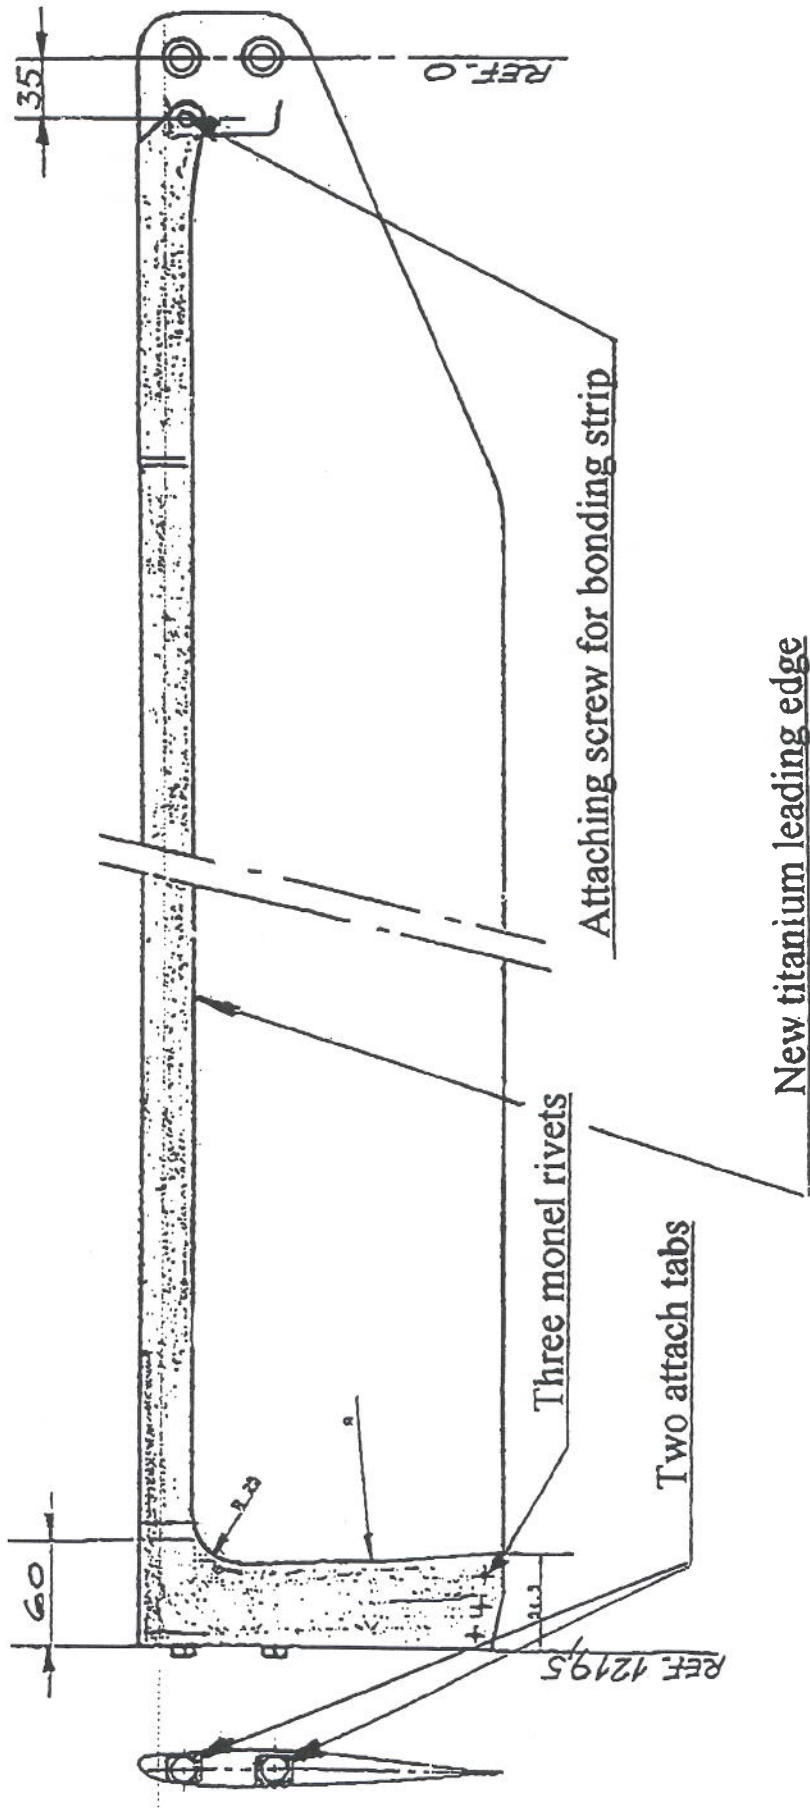 35
REF. 0
Attaching screw for bonding strip
New titanium leading edge
Three monel rivets
Two attach tabs
R 25
60
REF. 1219,5